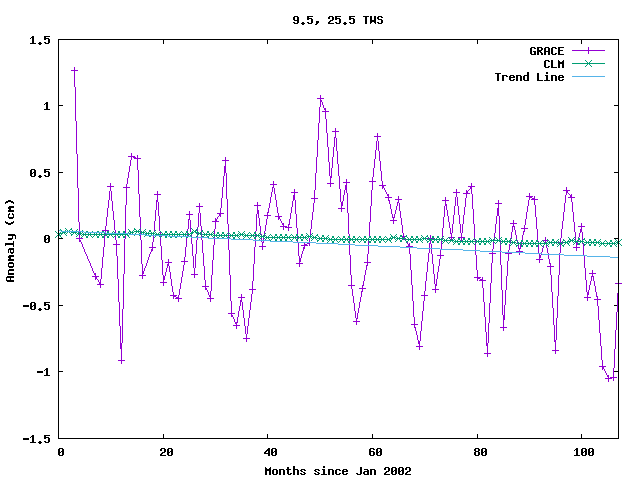 9.5, 25.5 TWS
GRACE
CLM
Trend Line
1.5
1
0.5
0
-0.5
-1
-1.5
Anomaly (cm)
0 20 40 60 80 100
Months since Jan 2002